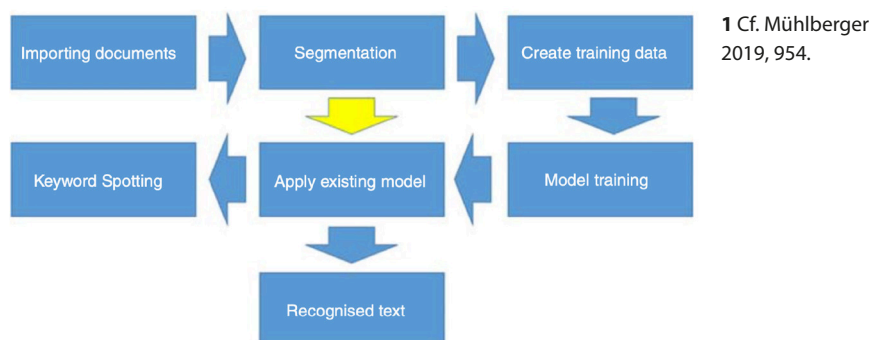 Importing documents
Segmentation
Create training data
1 Cf. Mühlberger
2019, 954.
Keyword Spotting
Apply existing model
Model training
Recognised text